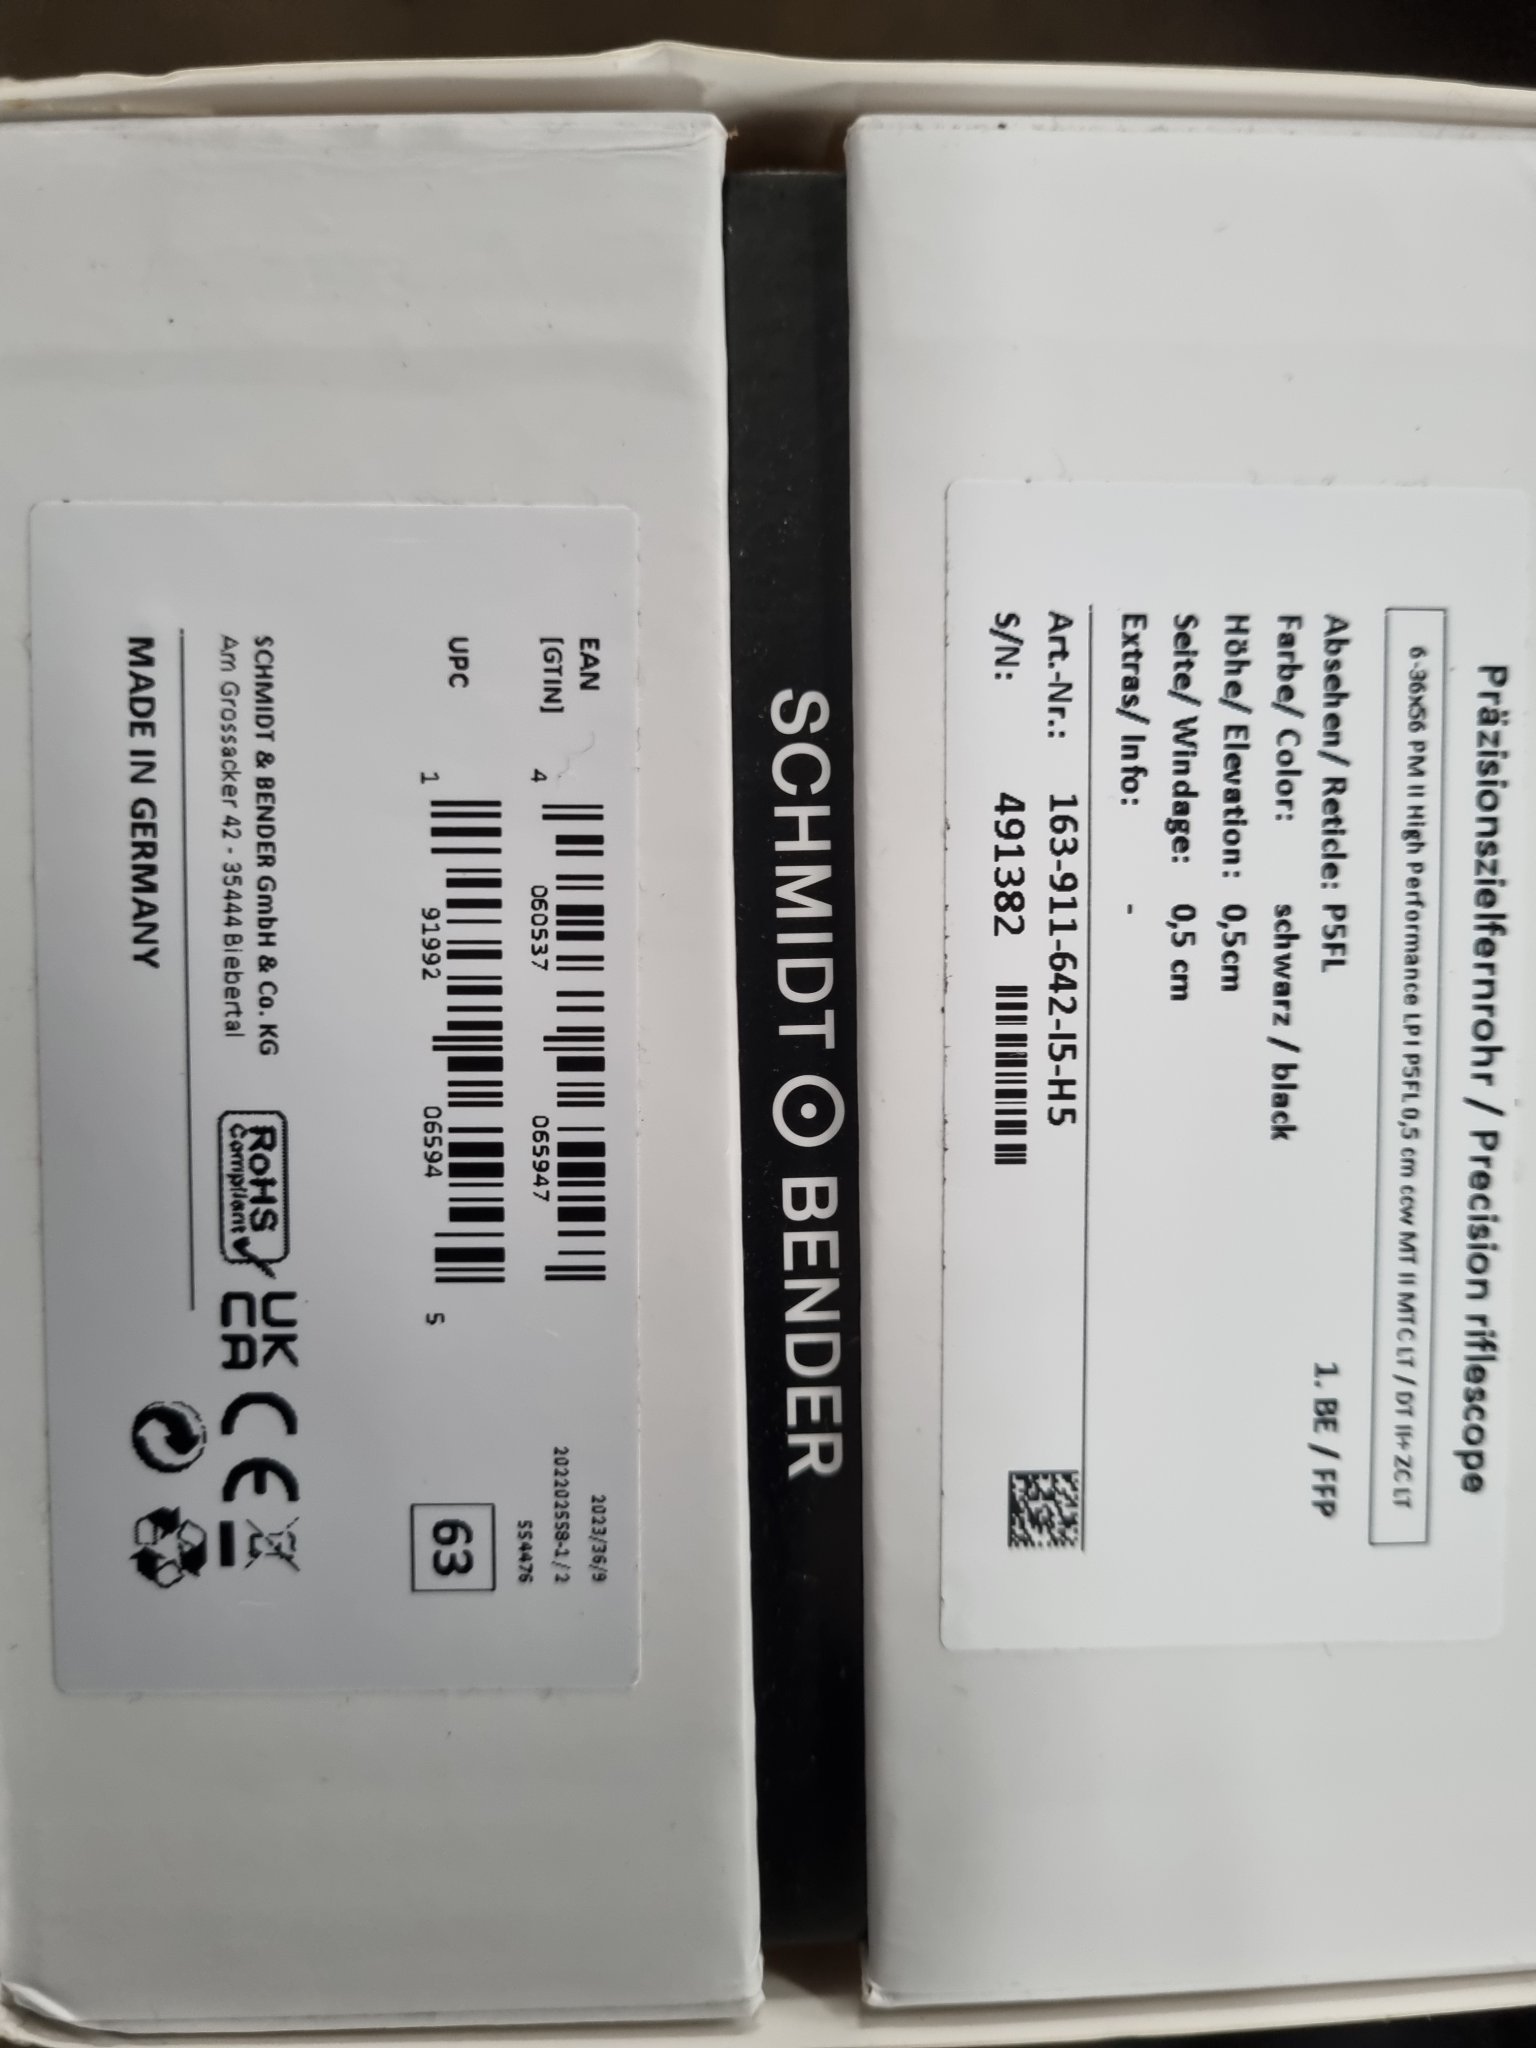 Präzisionszielfernrohr / Precision riflescope
6-36x56 PM II High Performance LPI P5FL 0,5 cm ccw MT II MTC LT / DT II+ ZC LT
Absehen/ Reticle: P5FL 1. BE / FFP
Farbe/ Color: schwarz / black
Höhe/ Elevation: 0,5cm
Seite/ Windage: 0,5 cm
Extras/ Info: -
Art.-Nr.: 163-911-642-I5-H5
S/N: 491382
SCHMIDT BENDER
EAN
[GTIN]
4 060537 065947
2023/36/9
202202558-1 / 2
554476
UPC
1 91992 06594 5
63
SCHMIDT & BENDER GmbH & Co. KG
Am Grossacker 42 - 35444 Biebertal
RoHS
compliant
UK
CA
CE
MADE IN GERMANY